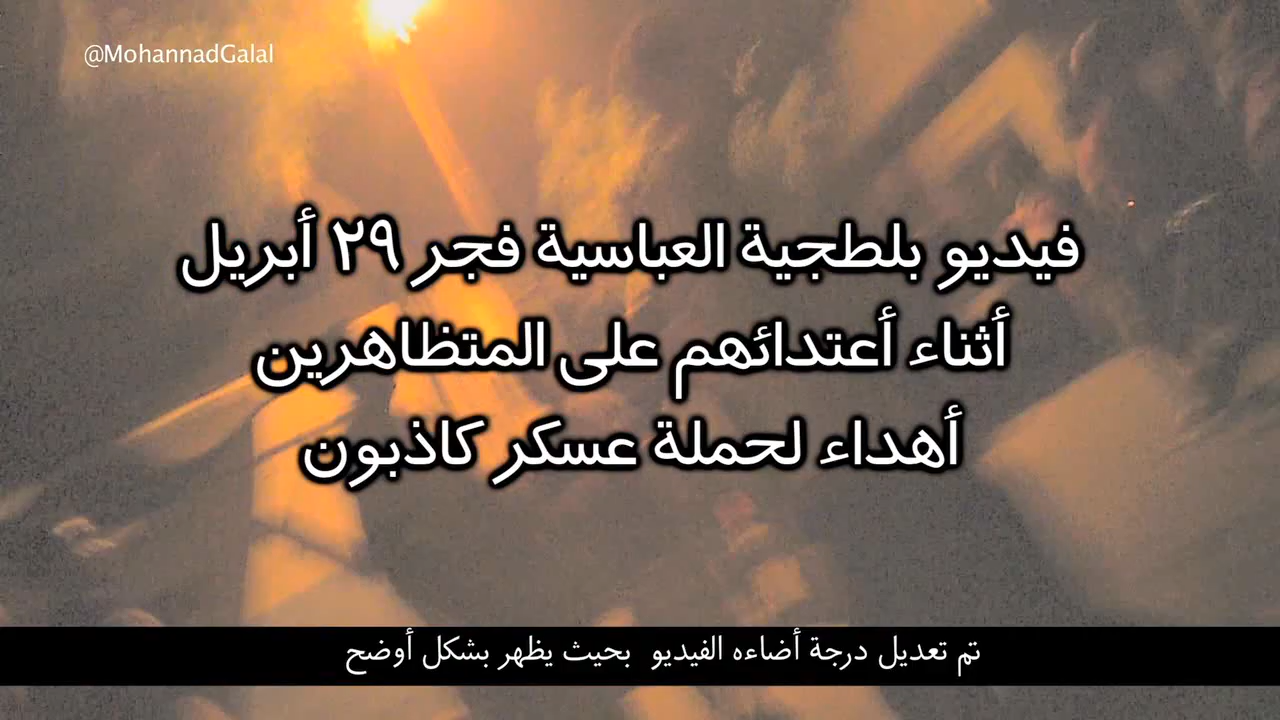 @MohannadGalal
فيديو بلطجية العباسية فجر ٢٩ أبريل
أثناء أعتدائهم على المتظاهرين
أهداء لحملة عسكر كاذبون
تم تعديل درجة أضاءه الفيديو بحيث يظهر بشكل أوضح